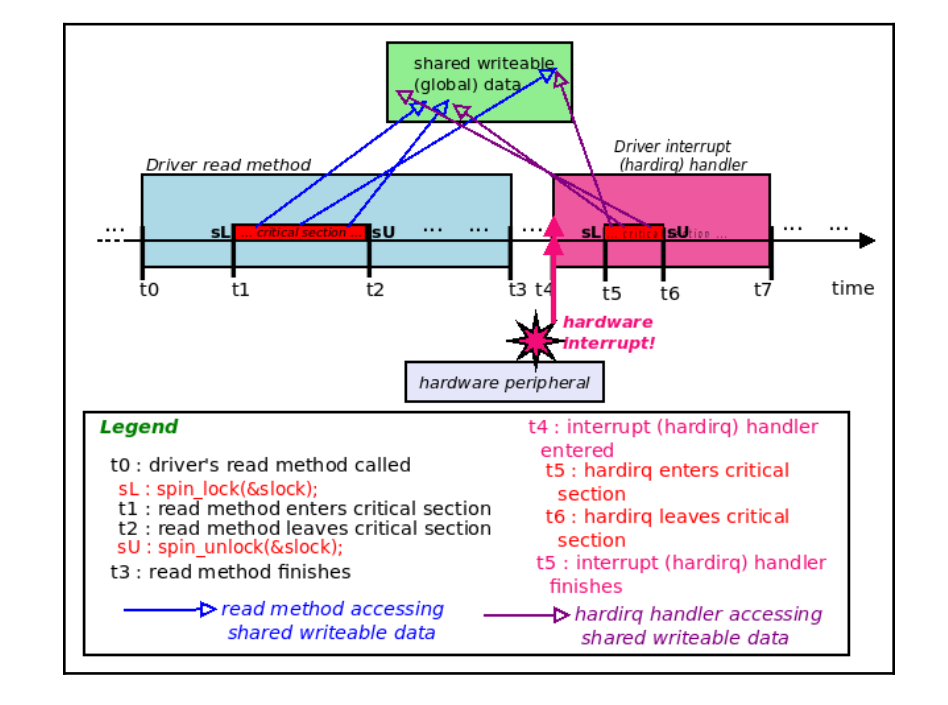 shared writeable
(global) data
Driver read method
Driver interrupt
(hardirq) handler
... sL ... critical section ... sU ... ... ... sL ... critical section ... sU ... ...
t0 t1 t2 t3 t4 t5 t6 t7 time
hardware
interrupt!
hardware peripheral
Legend
t0 : driver's read method called
sL : spin_lock(&slock);
t1 : read method enters critical section
t2 : read method leaves critical section
sU : spin_unlock(&slock);
t3 : read method finishes
read method accessing
shared writeable data
t4 : interrupt (hardirq) handler
entered
t5 : hardirq enters critical
section
t6 : hardirq leaves critical
section
t5 : interrupt (hardirq) handler
finishes
hardirq handler accessing
shared writeable data